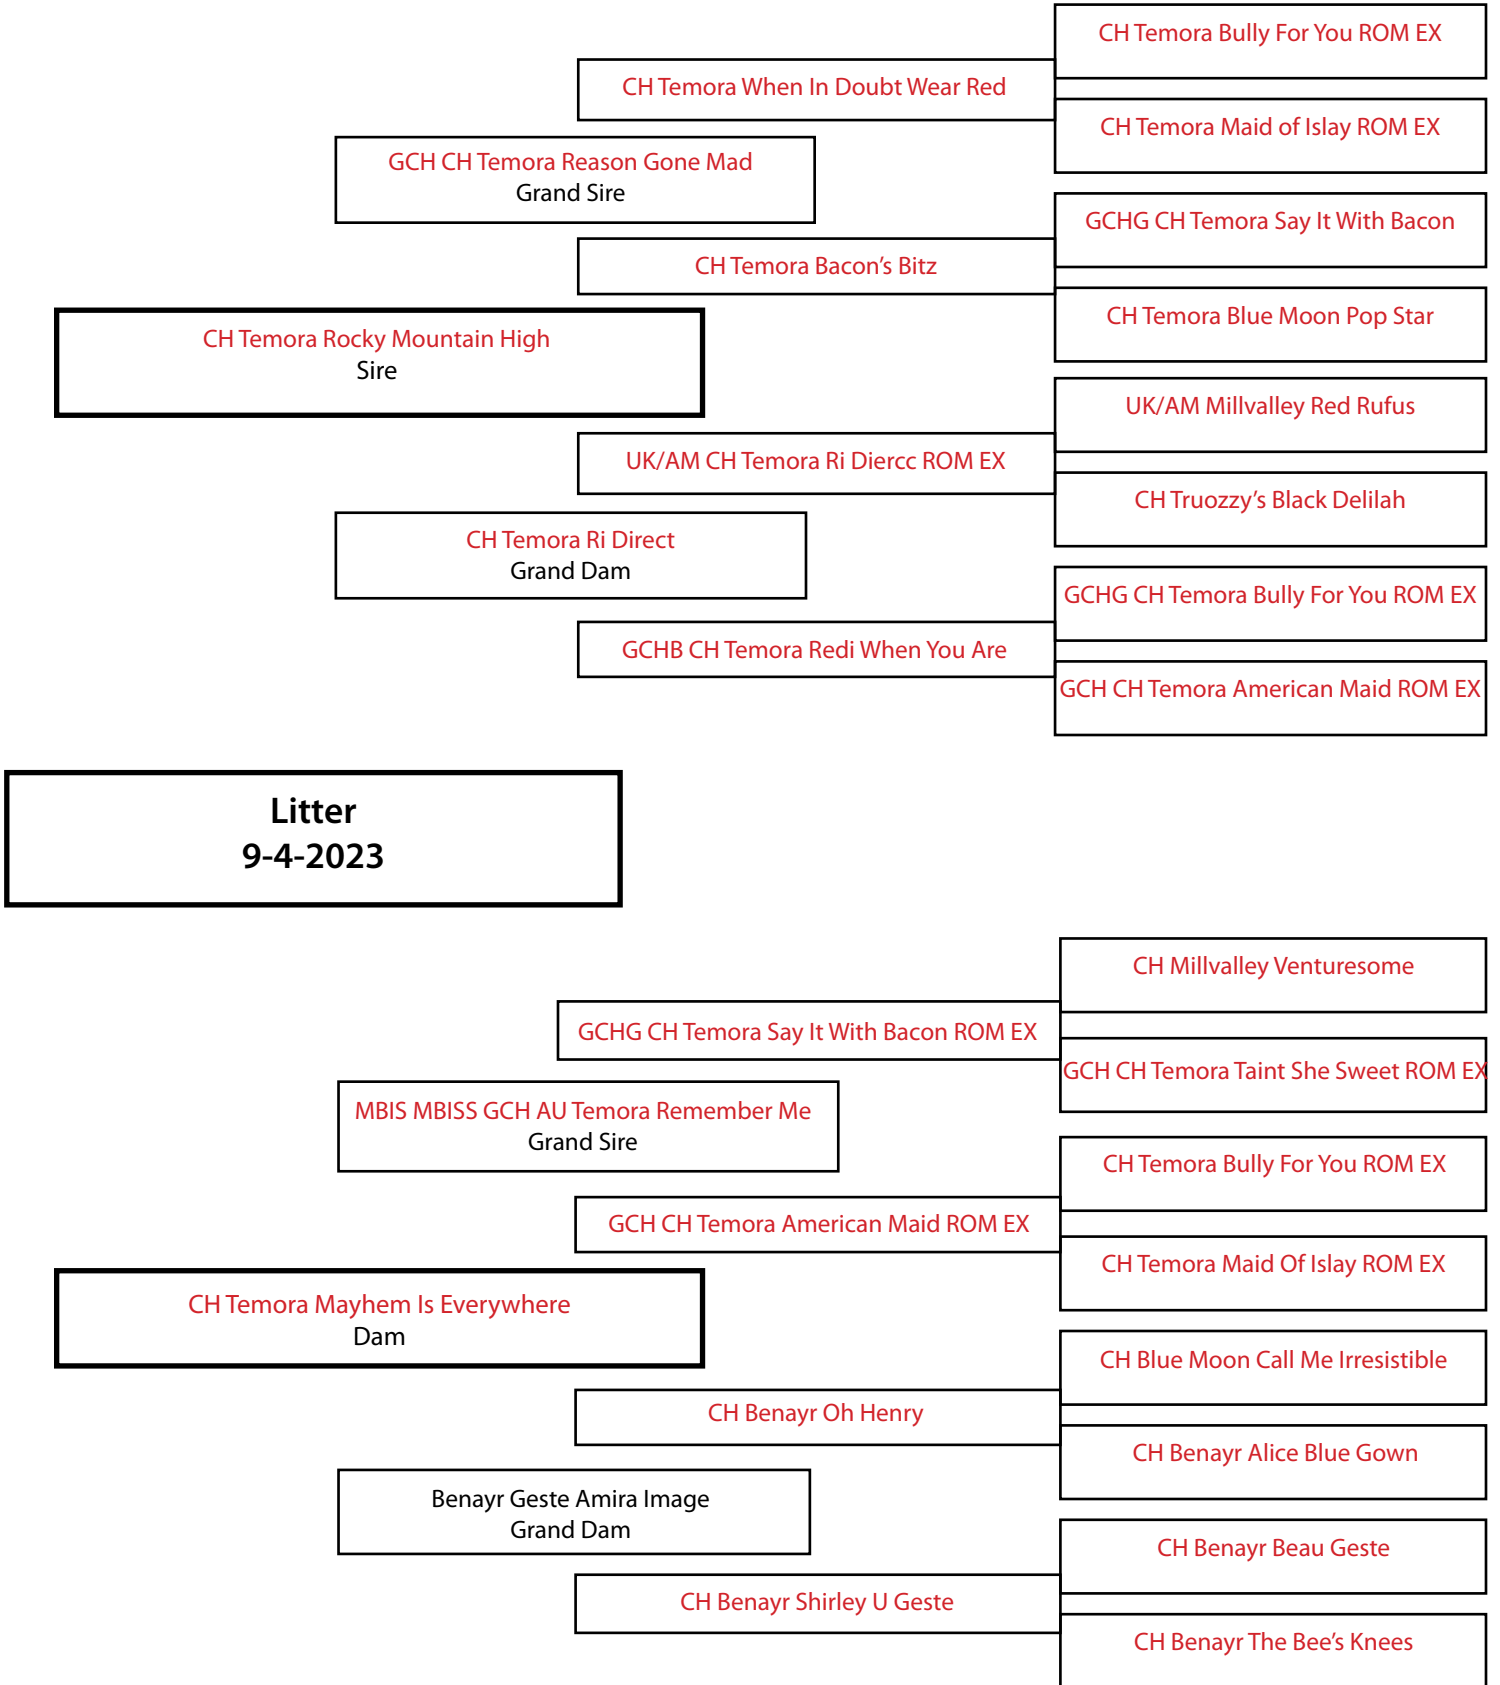 CH Temora Bully For You ROM EX
CH Temora When In Doubt Wear Red
CH Temora Maid of Islay ROM EX
GCH CH Temora Reason Gone Mad
Grand Sire
GCHG CH Temora Say It With Bacon
CH Temora Bacon’s Bitz
CH Temora Blue Moon Pop Star
CH Temora Rocky Mountain High
Sire
UK/AM Millvalley Red Rufus
UK/AM CH Temora Ri Diercc ROM EX
CH Truozzy’s Black Delilah
CH Temora Ri Direct
Grand Dam
GCHG CH Temora Bully For You ROM EX
GCHB CH Temora Redi When You Are
GCH CH Temora American Maid ROM EX
Litter
9-4-2023
CH Millvalley Venturesome
GCHG CH Temora Say It With Bacon ROM EX
GCH CH Temora Taint She Sweet ROM EX
MBIS MBISS GCH AU Temora Remember Me
Grand Sire
CH Temora Bully For You ROM EX
GCH CH Temora American Maid ROM EX
CH Temora Maid Of Islay ROM EX
CH Temora Mayhem Is Everywhere
Dam
CH Blue Moon Call Me Irresistible
CH Benayr Oh Henry
CH Benayr Alice Blue Gown
Benayr Geste Amira Image
Grand Dam
CH Benayr Beau Geste
CH Benayr Shirley U Geste
CH Benayr The Bee’s Knees